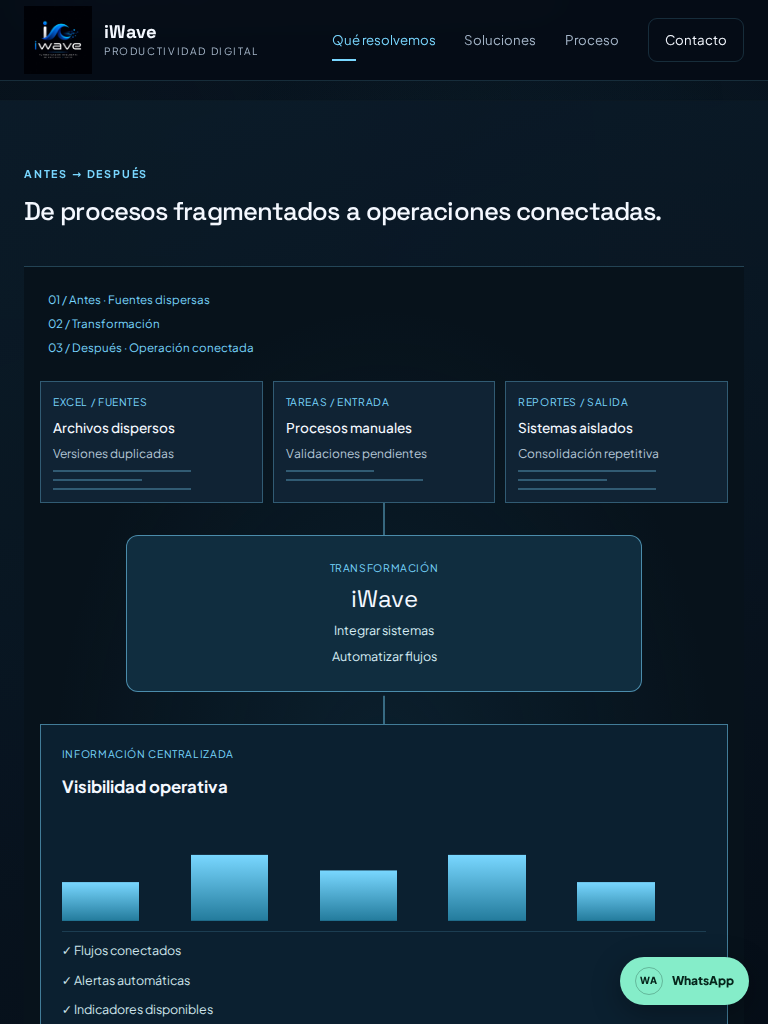 iWave
iWave
PRODUCTIVIDAD DIGITAL
Qué resolvemos
Soluciones
Proceso
Contacto
ANTES → DESPUÉS
De procesos fragmentados a operaciones conectadas.
01 / Antes · Fuentes dispersas
02 / Transformación
03 / Después · Operación conectada
EXCEL / FUENTES
Archivos dispersos
Versiones duplicadas
TAREAS / ENTRADA
Procesos manuales
Validaciones pendientes
REPORTES / SALIDA
Sistemas aislados
Consolidación repetitiva
TRANSFORMACIÓN
iWave
Integrar sistemas
Automatizar flujos
INFORMACIÓN CENTRALIZADA
Visibilidad operativa
✓ Flujos conectados
✓ Alertas automáticas
✓ Indicadores disponibles
WA WhatsApp